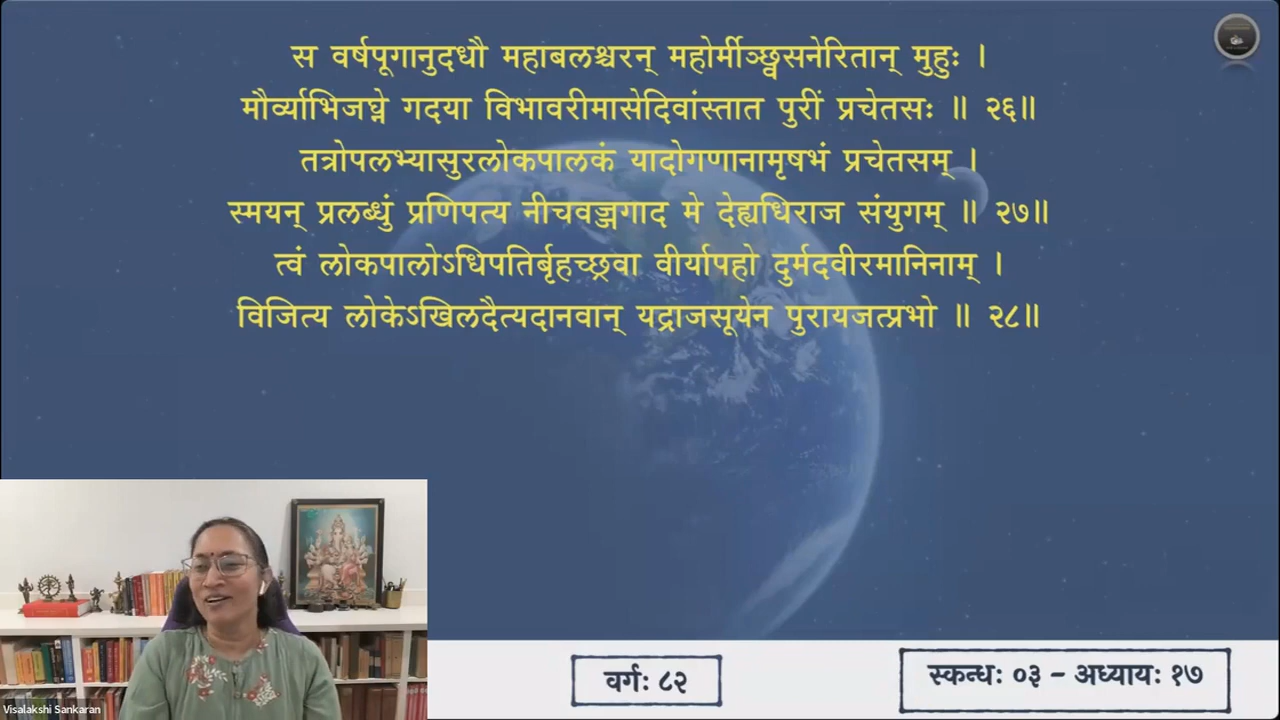 स वर्षपूगानुदधौ महाबलश्चरन् महोर्मीञ्छ्वसनेरितान् मुहुः ।
मौर्व्याभिजघ्ने गदया विभावरीमासेदिवांस्तात पुरीं प्रचेतसः ॥ २६॥
तत्रोपलभ्यासुरलोकपालकं यादोगणानामृषभं प्रचेतसम् ।
स्मयन् प्रलब्धुं प्रणिपत्य नीचवज्जगाद मे देह्यधिराज संयुगम् ॥ २७॥
त्वं लोकपालोऽधिपतिर्बृहच्छ्रवा वीर्यापहो दुर्मदवीरमानिनाम् ।
विजित्य लोकेऽखिलदैत्यदानवान् यद्राजसूयेन पुरायजत्प्रभो ॥ २८॥
वर्गः ८२
स्कन्धः ०३ – अध्यायः १७
Visalakshi Sankaran